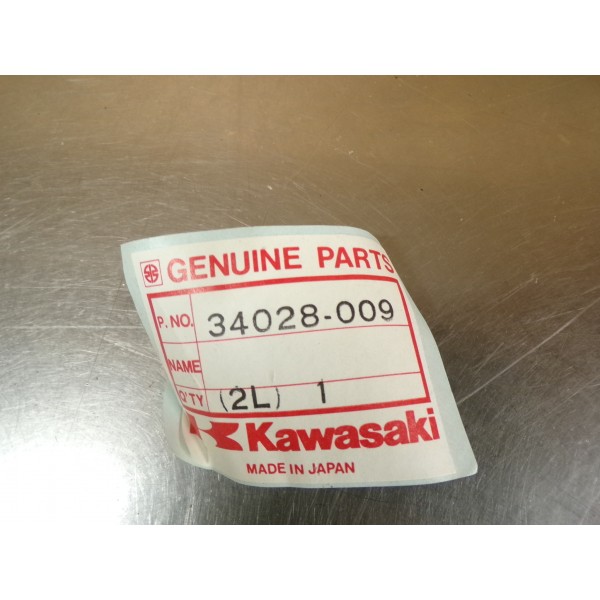 GENUINE PARTS
P. NO. 34028-009
NAME
Q'TY (2L) 1
Kawasaki
MADE IN JAPAN